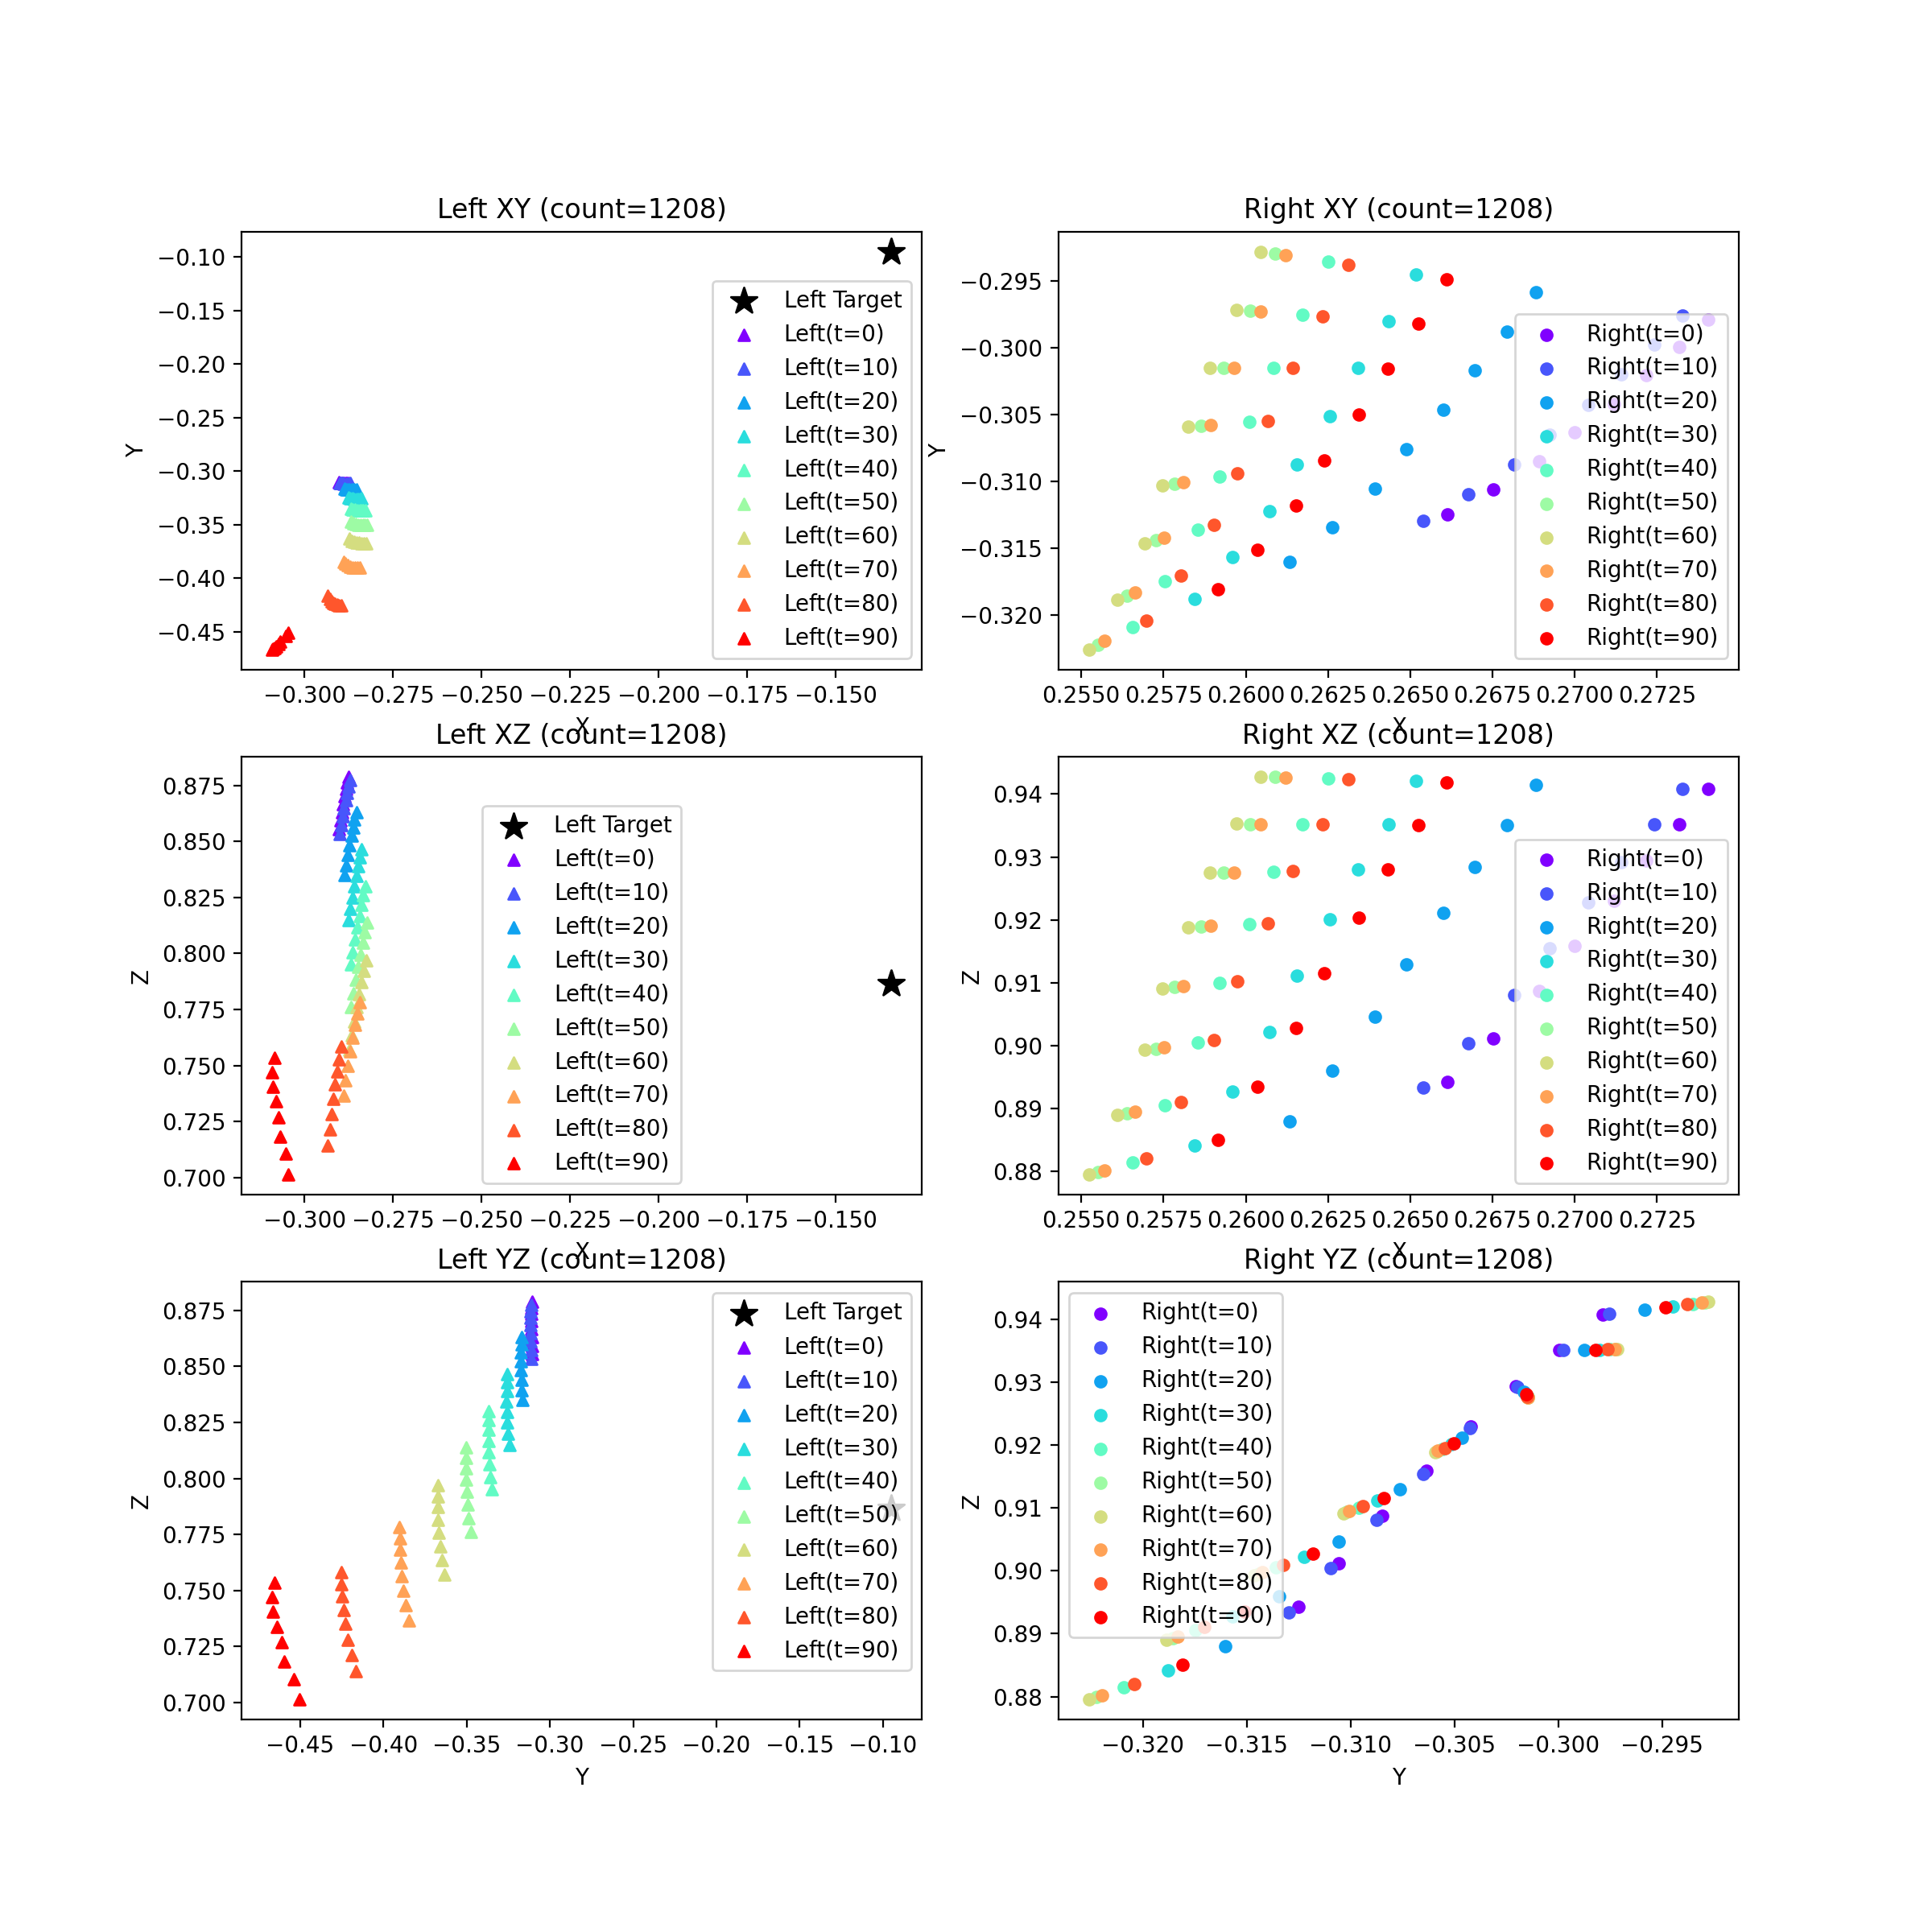 Left XY (count=1208)
−0.10
−0.15
−0.20
−0.25
−0.30
−0.35
−0.40
−0.45
Y
−0.300 −0.275 −0.250 −0.225 −0.200 −0.175 −0.150
X
Left Target
Left(t=0)
Left(t=10)
Left(t=20)
Left(t=30)
Left(t=40)
Left(t=50)
Left(t=60)
Left(t=70)
Left(t=80)
Left(t=90)
Right XY (count=1208)
−0.295
−0.300
−0.305
−0.310
−0.315
−0.320
Y
0.2550 0.2575 0.2600 0.2625 0.2650 0.2675 0.2700 0.2725
X
Right(t=0)
Right(t=10)
Right(t=20)
Right(t=30)
Right(t=40)
Right(t=50)
Right(t=60)
Right(t=70)
Right(t=80)
Right(t=90)
Left XZ (count=1208)
0.875
0.850
0.825
0.800
0.775
0.750
0.725
0.700
Z
−0.300 −0.275 −0.250 −0.225 −0.200 −0.175 −0.150
X
Left Target
Left(t=0)
Left(t=10)
Left(t=20)
Left(t=30)
Left(t=40)
Left(t=50)
Left(t=60)
Left(t=70)
Left(t=80)
Left(t=90)
Right XZ (count=1208)
0.94
0.93
0.92
0.91
0.90
0.89
0.88
Z
0.2550 0.2575 0.2600 0.2625 0.2650 0.2675 0.2700 0.2725
X
Right(t=0)
Right(t=10)
Right(t=20)
Right(t=30)
Right(t=40)
Right(t=50)
Right(t=60)
Right(t=70)
Right(t=80)
Right(t=90)
Left YZ (count=1208)
0.875
0.850
0.825
0.800
0.775
0.750
0.725
0.700
Z
−0.45 −0.40 −0.35 −0.30 −0.25 −0.20 −0.15 −0.10
Y
Left Target
Left(t=0)
Left(t=10)
Left(t=20)
Left(t=30)
Left(t=40)
Left(t=50)
Left(t=60)
Left(t=70)
Left(t=80)
Left(t=90)
Right YZ (count=1208)
0.94
0.93
0.92
0.91
0.90
0.89
0.88
Z
−0.320 −0.315 −0.310 −0.305 −0.300 −0.295
Y
Right(t=0)
Right(t=10)
Right(t=20)
Right(t=30)
Right(t=40)
Right(t=50)
Right(t=60)
Right(t=70)
Right(t=80)
Right(t=90)